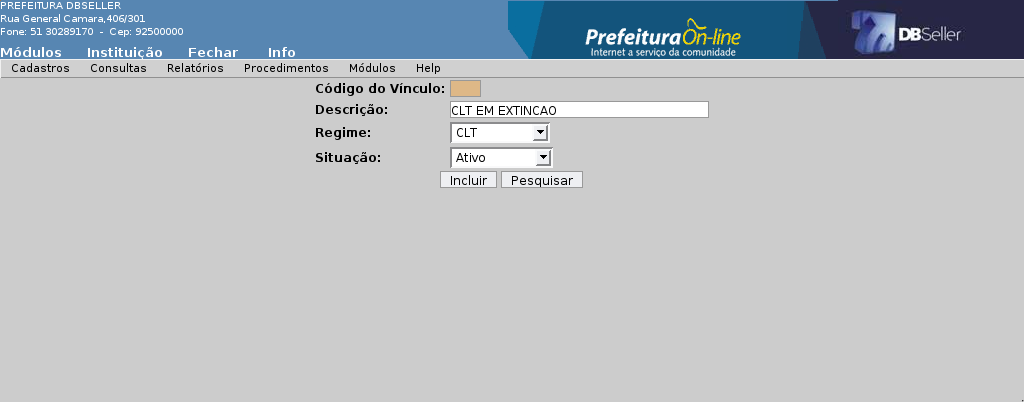 PREFEITURA DBSELLER
Rua General Camara,406/301
Fone: 51 30289170 - Cep: 92500000
PrefeituraOn-line
Internet a serviço da comunidade
DBSeller
Módulos Instituição Fechar Info
Cadastros Consultas Relatórios Procedimentos Módulos Help
Código do Vínculo:
Descrição: CLT EM EXTINCAO
Regime: CLT
Situação: Ativo
Incluir Pesquisar